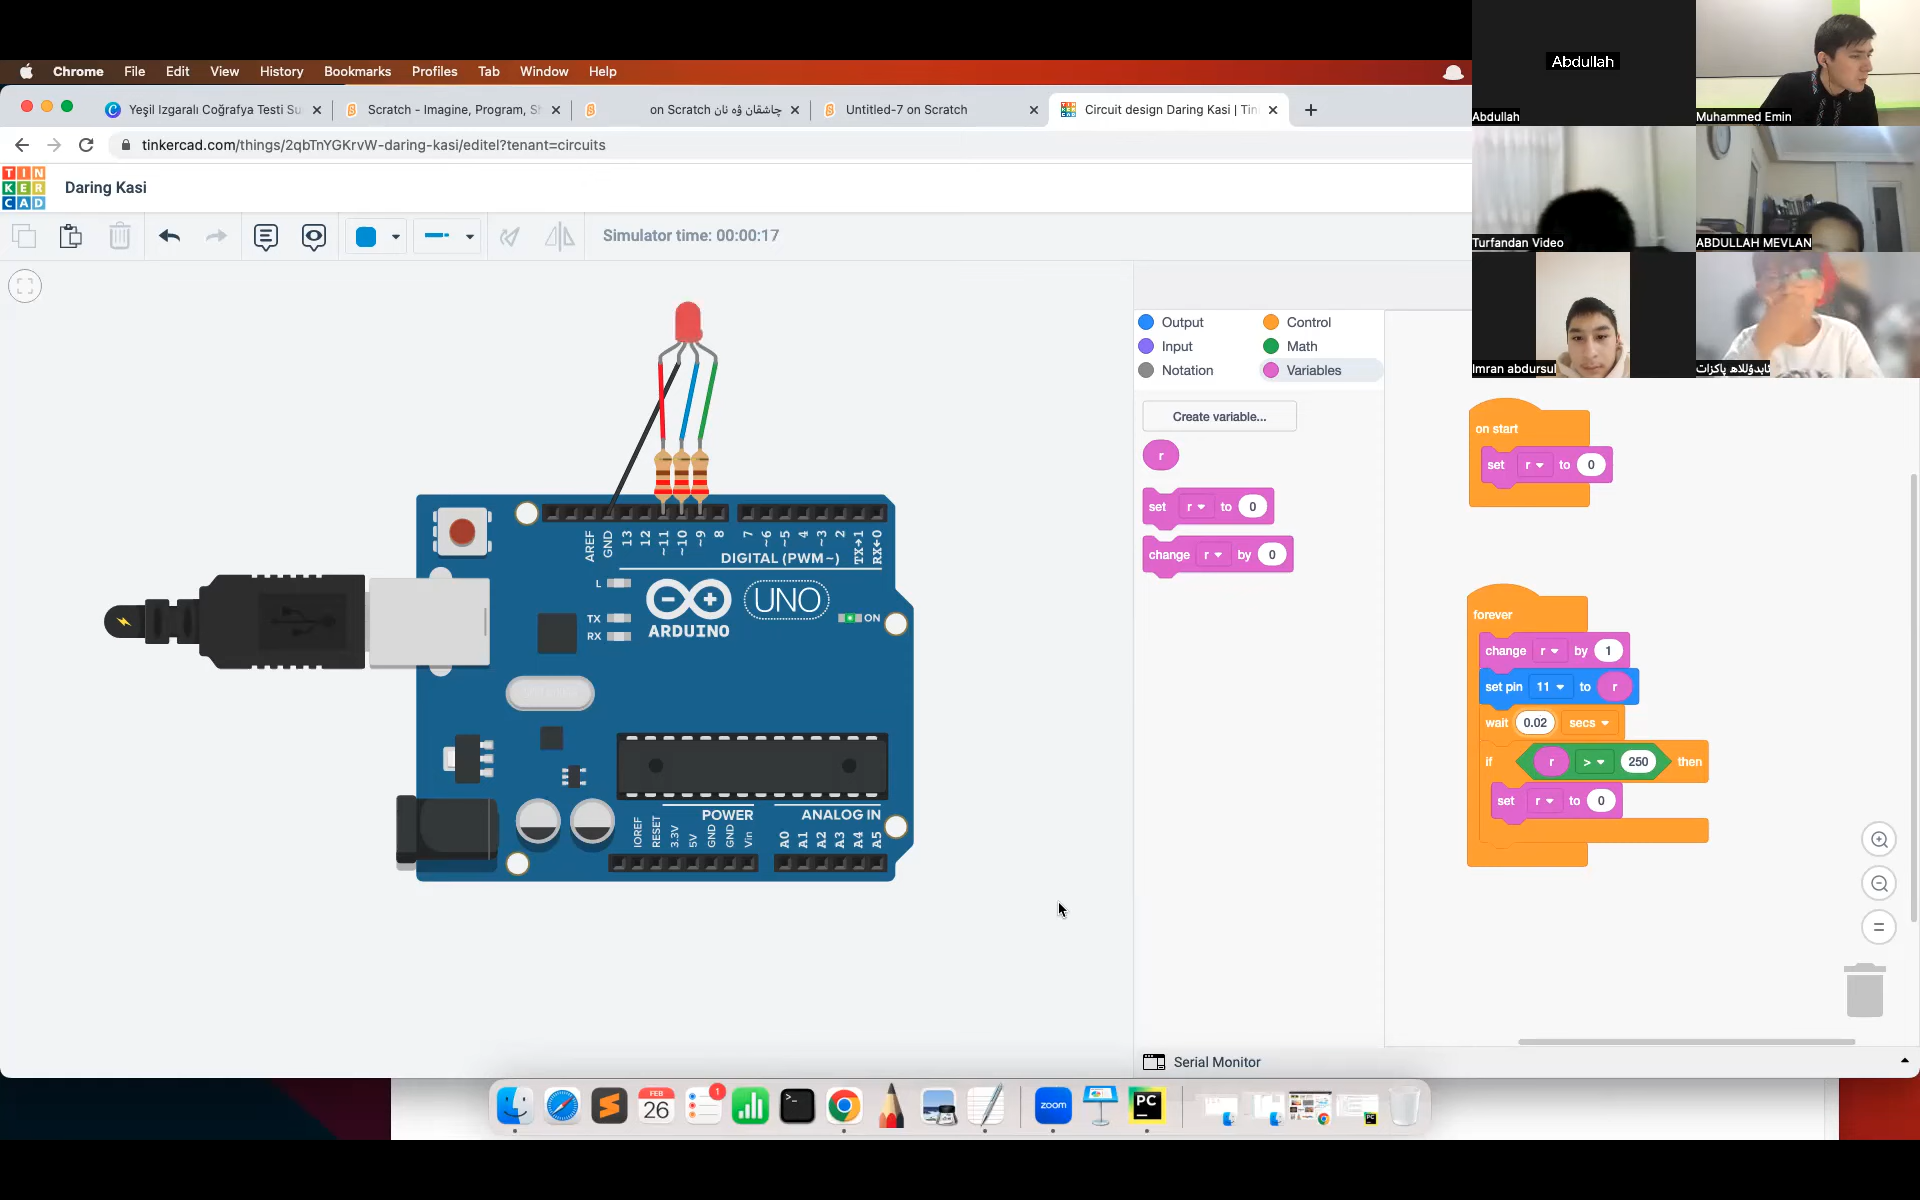 Chrome File Edit View History Bookmarks Profiles Tab Window Help
Yeşil Izgaralı Coğrafya Testi Su
Scratch - Imagine, Program, Sh
چاشقان ۋە نان on Scratch
Untitled-7 on Scratch
Circuit design Daring Kasi | Tin
tinkercad.com/things/2qbTnYGKrvW-daring-kasi/editel?tenant=circuits
TIN
KER
CAD
Daring Kasi
Simulator time: 00:00:17
Abdullah
Abdullah
Muhammed Emin
Turfandan Video
ABDULLAH MEVLAN
Imran abdursul
ئابدۇللاھ پاكزات
Output
Control
Input
Math
Notation
Variables
Create variable...
r
set r to 0
change r by 0
on start
set r to 0
forever
change r by 1
set pin 11 to r
wait 0.02 secs
if r > 250 then
set r to 0
AREF GND 13 12 ~11 ~10 ~9 8 7 ~6 ~5 4 ~3 2 TX→1 RX←0
DIGITAL (PWM~)
L
TX
RX
ARDUINO
UNO
ON
POWER
ANALOG IN
IOREF RESET 3.3V 5V GND GND Vin A0 A1 A2 A3 A4 A5
Serial Monitor
FEB
26
1
zoom
PC